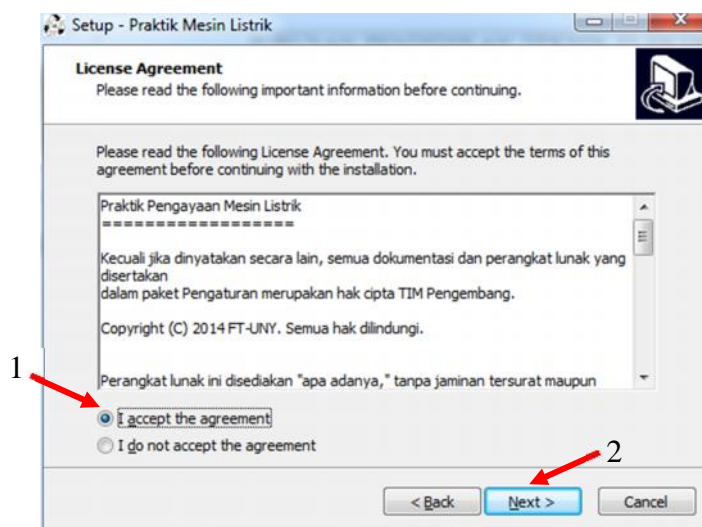 Setup - Praktik Mesin Listrik
License Agreement
Please read the following important information before continuing.
Please read the following License Agreement. You must accept the terms of this
agreement before continuing with the installation.
Praktik Pengayaan Mesin Listrik
==================
Kecuali jika dinyatakan secara lain, semua dokumentasi dan perangkat lunak yang
disertakan
dalam paket Pengaturan merupakan hak cipta TIM Pengembang.
Copyright (C) 2014 FT-UNY. Semua hak dilindungi.
Perangkat lunak ini disediakan "apa adanya," tanpa jaminan tersurat maupun
1
I accept the agreement
I do not accept the agreement
2
< Back Next > Cancel